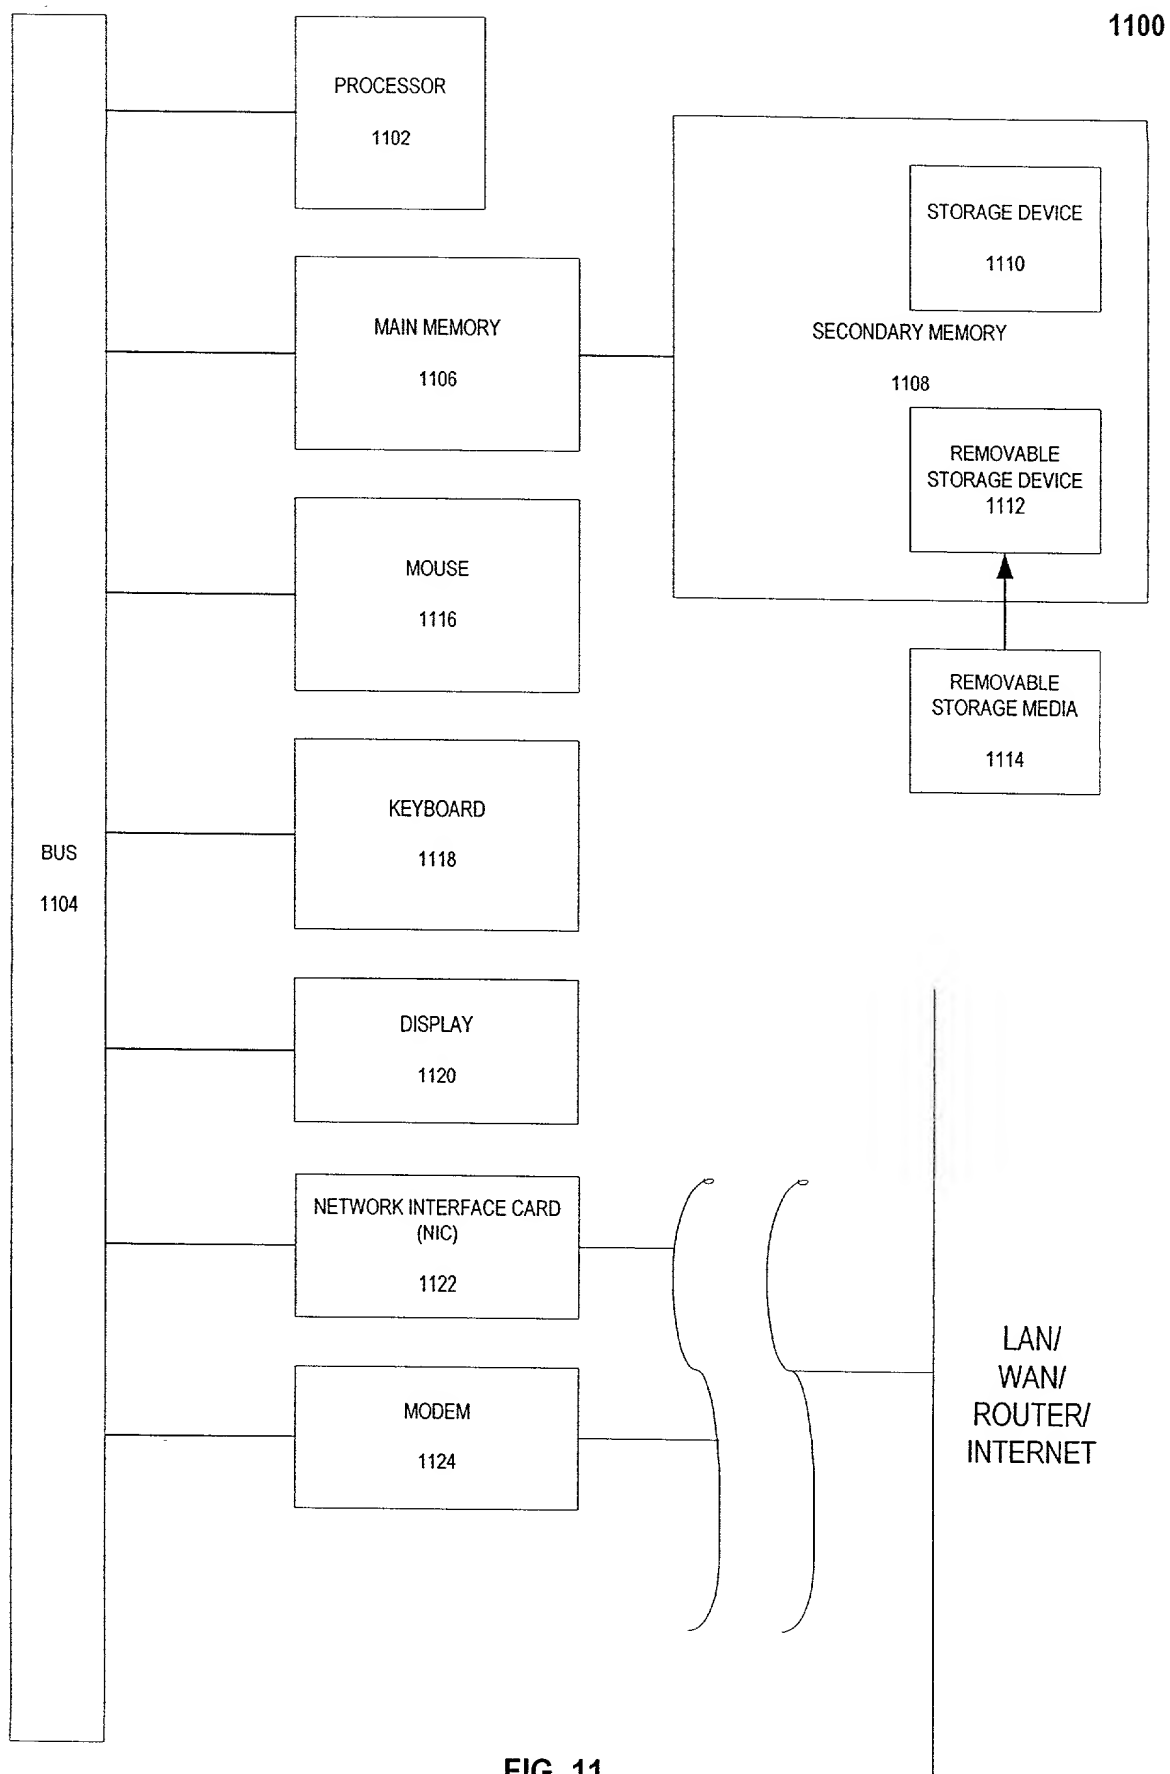 1100
PROCESSOR
1102
STORAGE DEVICE
1110
MAIN MEMORY
1106
SECONDARY MEMORY
1108
REMOVABLE
STORAGE DEVICE
1112
MOUSE
1116
REMOVABLE
STORAGE MEDIA
1114
KEYBOARD
1118
BUS
1104
DISPLAY
1120
NETWORK INTERFACE CARD
(NIC)
1122
LAN/
WAN/
ROUTER/
INTERNET
MODEM
1124
FIG. 11